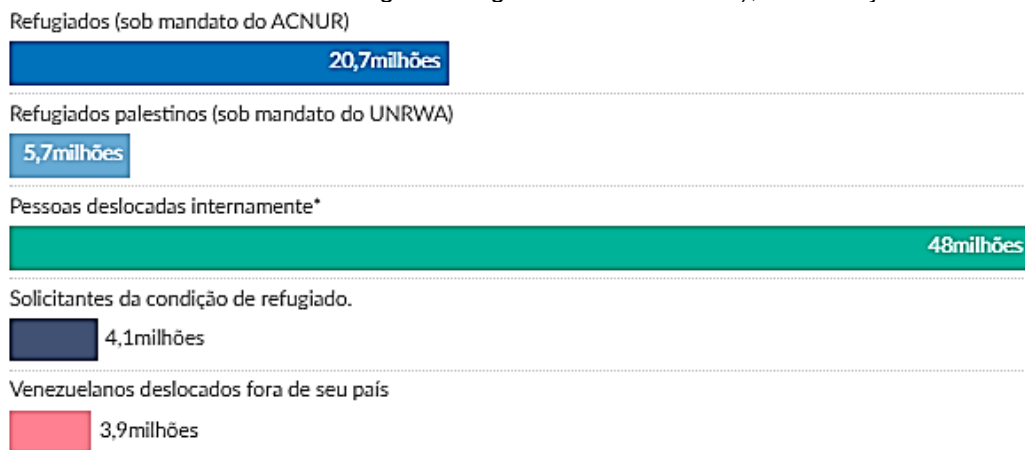 Refugiados (sob mandato do ACNUR)
20,7milhões
Refugiados palestinos (sob mandato do UNRWA)
5,7milhões
Pessoas deslocadas internamente*
48milhões
Solicitantes da condição de refugiado.
4,1milhões
Venezuelanos deslocados fora de seu país
3,9milhões